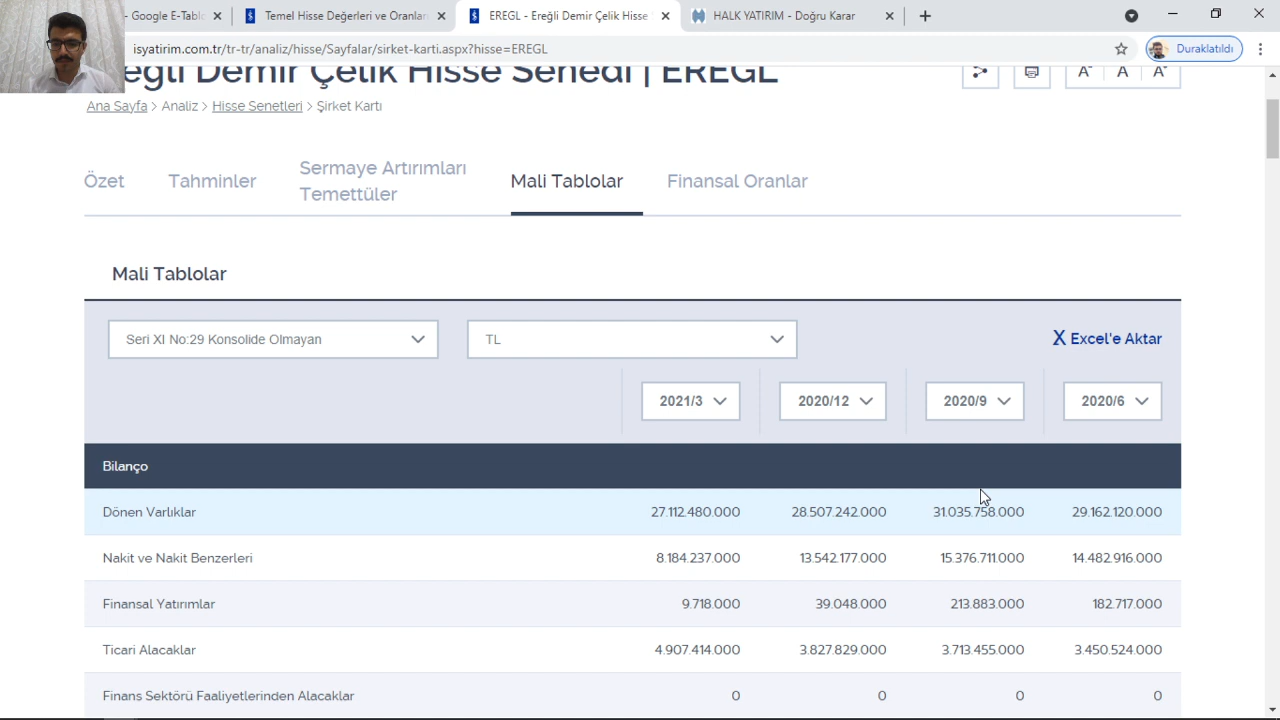 - Google E-Tablo
Temel Hisse Değerleri ve Oranları
EREGL - Ereğli Demir Çelik Hisse
HALK YATIRIM - Doğru Karar
isyatirim.com.tr/tr-tr/analiz/hisse/Sayfalar/sirket-karti.aspx?hisse=EREGL
Duraklatıldı
Demir Çelik Hisse Senedi | EREGL
A- A A+
Ana Sayfa > Analiz > Hisse Senetleri > Şirket Kartı
Özet
Tahminler
Sermaye Artırımları
Temettüler
Mali Tablolar
Finansal Oranlar
Mali Tablolar
Seri XI No:29 Konsolide Olmayan
TL
X Excel'e Aktar
2021/3 2020/12 2020/9 2020/6
Bilanço
Dönen Varlıklar 27.112.480.000 28.507.242.000 31.035.758.000 29.162.120.000
Nakit ve Nakit Benzerleri 8.184.237.000 13.542.177.000 15.376.711.000 14.482.916.000
Finansal Yatırımlar 9.718.000 39.048.000 213.883.000 182.717.000
Ticari Alacaklar 4.907.414.000 3.827.829.000 3.713.455.000 3.450.524.000
Finans Sektörü Faaliyetlerinden Alacaklar 0 0 0 0